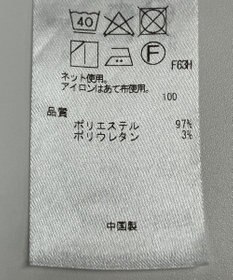 40
F F63H
ネット使用。
アイロンはあて布使用。
100
品質
ポリエステル 97%
ポリウレタン 3%
中国製